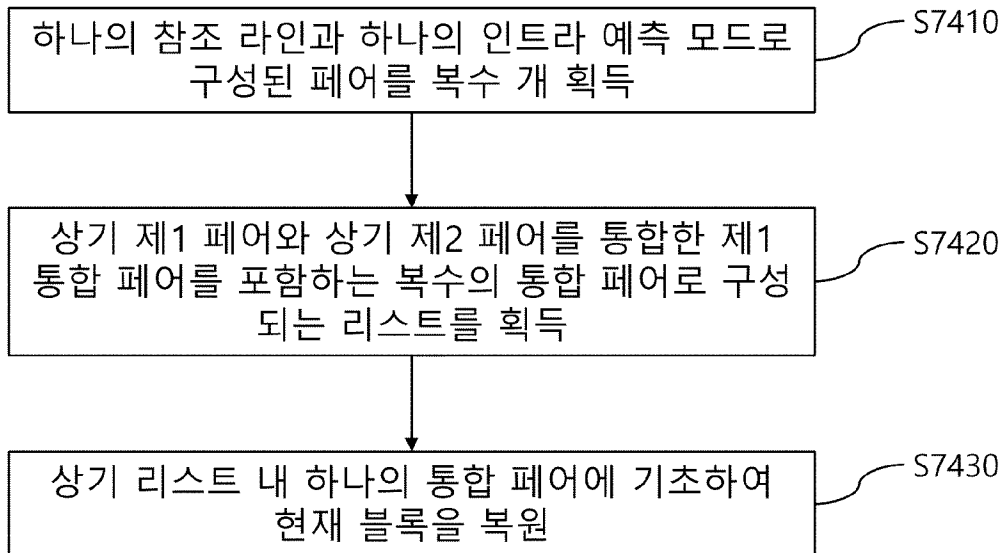 하나의 참조 라인과 하나의 인트라 예측 모드로
구성된 페어를 복수 개 획득
S7410
상기 제1 페어와 상기 제2 페어를 통합한 제1
통합 페어를 포함하는 복수의 통합 페어로 구성
되는 리스트를 획득
S7420
상기 리스트 내 하나의 통합 페어에 기초하여
현재 블록을 복원
S7430